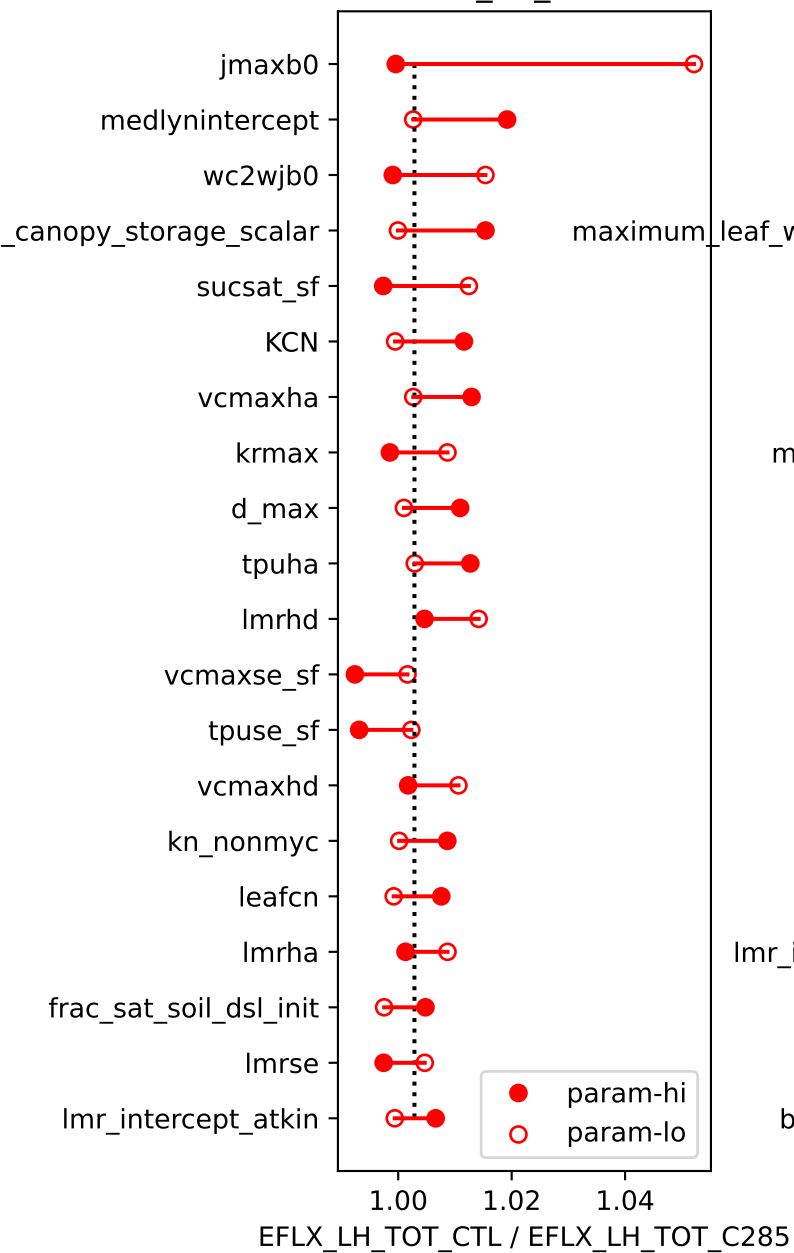 jmaxb0
medlynintercept
wc2wjb0
_canopy_storage_scalar
maximum_leaf_w
sucsat_sf
KCN
vcmaxha
krmax
m
d_max
tpuha
lmrhd
vcmaxse_sf
tpuse_sf
vcmaxhd
kn_nonmyc
leafcn
lmrha
lmr_i
frac_sat_soil_dsl_init
lmrse
lmr_intercept_atkin
b
param-hi
param-lo
1.00 1.02 1.04
EFLX_LH_TOT_CTL / EFLX_LH_TOT_C285